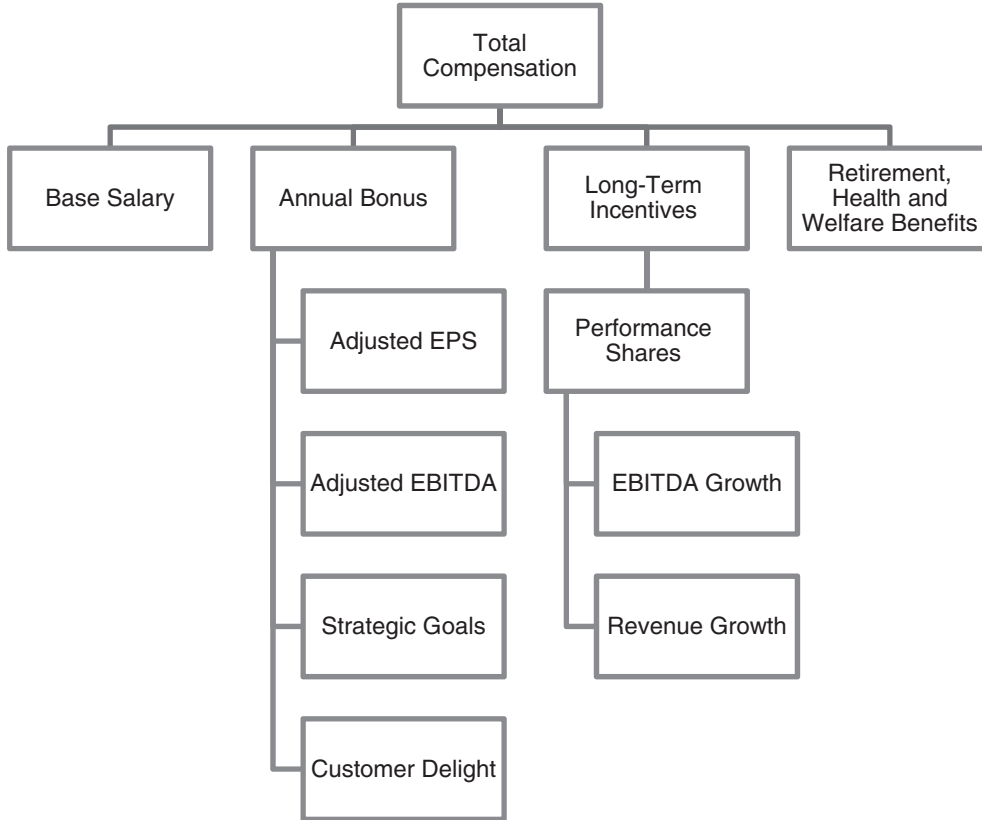 Total
Compensation
Base Salary
Annual Bonus
Long-Term
Incentives
Retirement,
Health and
Welfare Benefits
Adjusted EPS
Performance
Shares
Adjusted EBITDA
EBITDA Growth
Strategic Goals
Revenue Growth
Customer Delight